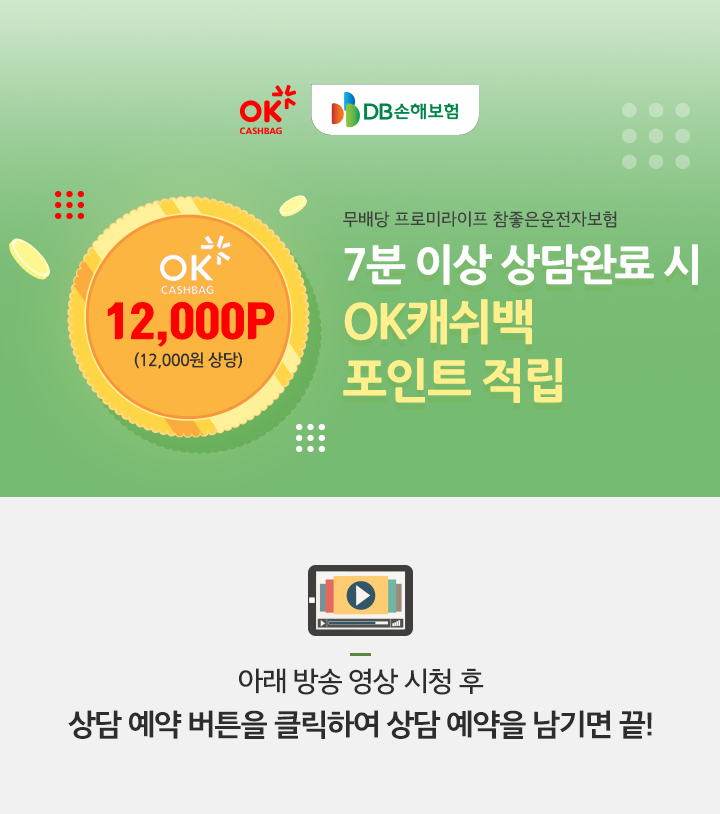 OK
CASHBAG
DB손해보험
무배당 프로미라이프 참좋은운전자보험
7분 이상 상담완료 시
OK캐쉬백
포인트 적립
OK
CASHBAG
12,000P
(12,000원 상당)
아래 방송 영상 시청 후
상담 예약 버튼을 클릭하여 상담 예약을 남기면 끝!